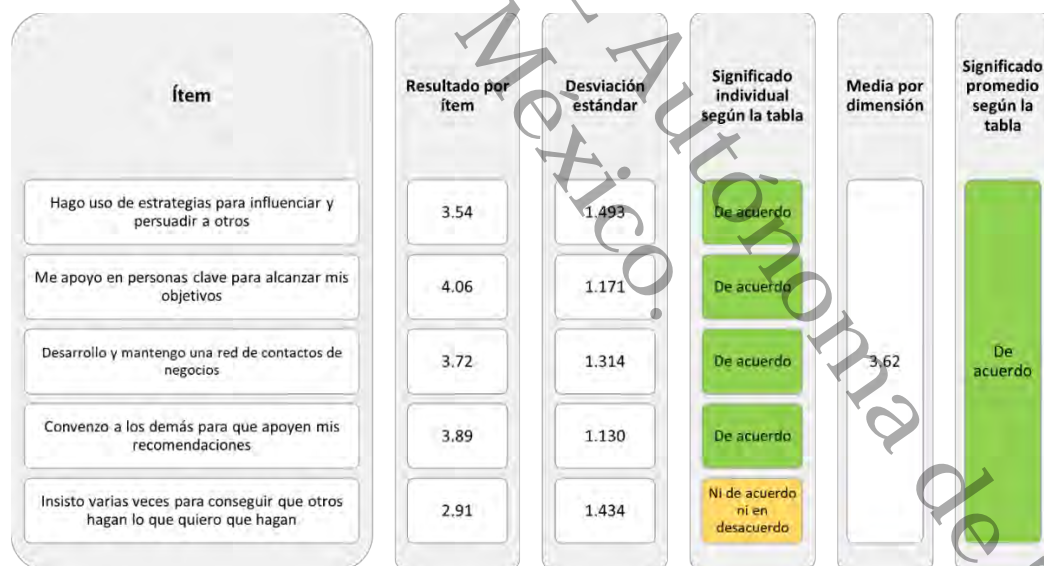 Ítem
Resultado por
ítem
Desviación
estándar
Significado
individual
según la tabla
Media por
dimensión
Significado
promedio
según la
tabla
Hago uso de estrategias para influenciar y
persuadir a otros
3.54
1.493
De acuerdo
Me apoyo en personas clave para alcanzar mis
objetivos
4.06
1.171
De acuerdo
Desarrollo y mantengo una red de contactos de
negocios
3.72
1.314
De acuerdo
3.62
De
acuerdo
Convenzo a los demás para que apoyen mis
recomendaciones
3.89
1.130
De acuerdo
Insisto varias veces para conseguir que otros
hagan lo que quiero que hagan
2.91
1.434
Ni de acuerdo
ni en
desacuerdo
Autónoma de
México.